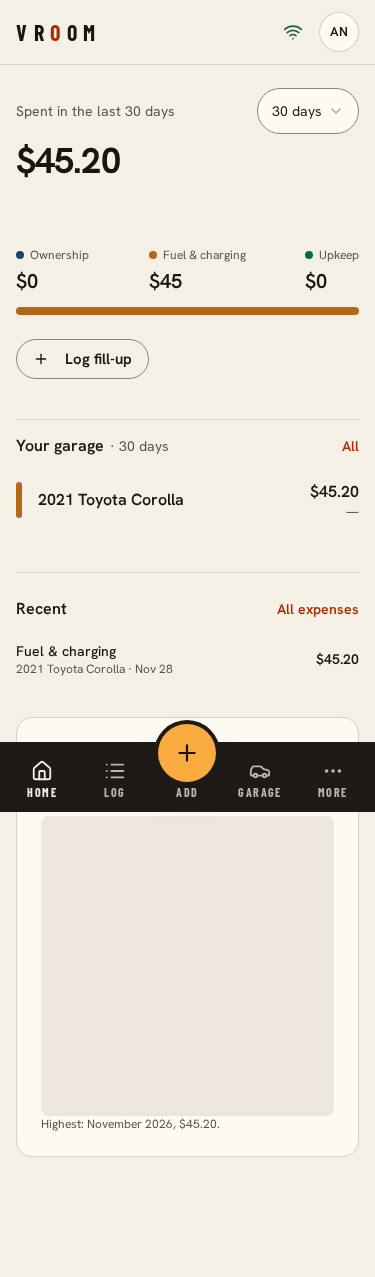 VROOM
AN
Spent in the last 30 days
30 days
$45.20
Ownership
Fuel & charging
Upkeep
$0
$45
$0
Log fill-up
Your garage · 30 days
All
2021 Toyota Corolla
$45.20
—
Recent
All expenses
Fuel & charging
2021 Toyota Corolla · Nov 28
$45.20
HOME
LOG
ADD
GARAGE
MORE
Highest: November 2026, $45.20.